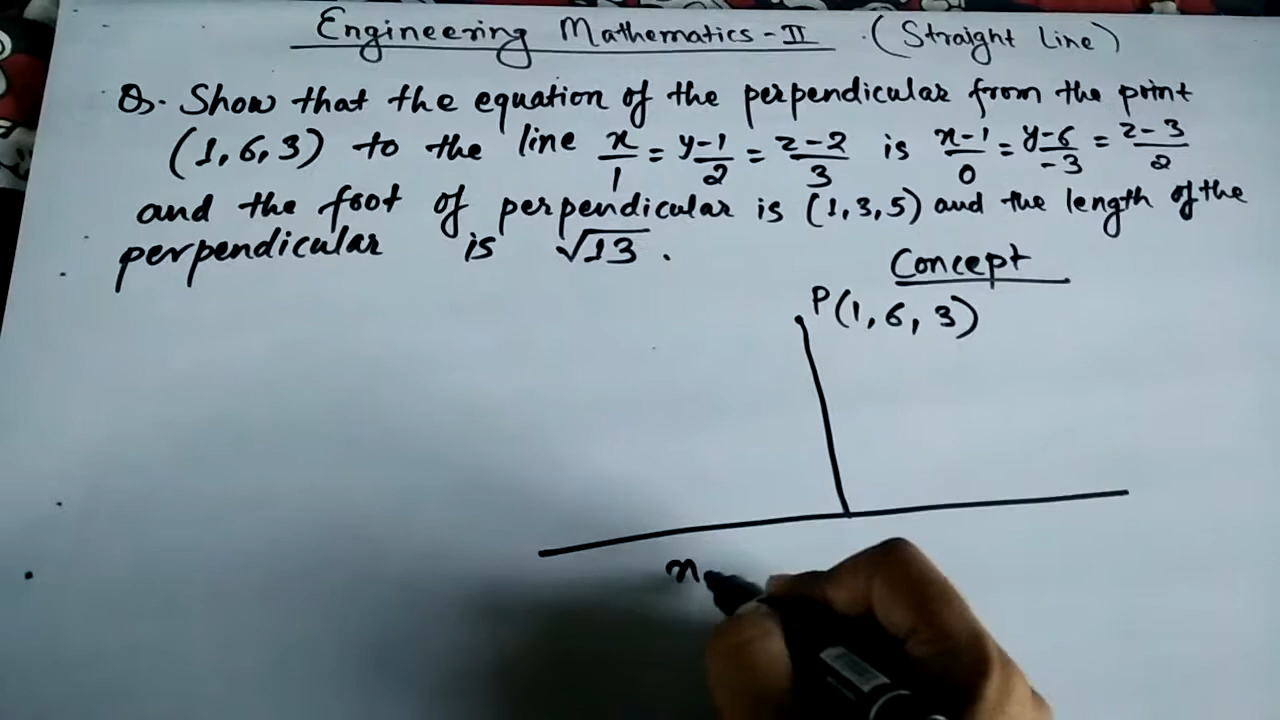 Engineering Mathematics-II (Straight Line)
Q. Show that the equation of the perpendicular from the point
(1,6,3) to the line x/1 = y-1/2 = z-2/3 is x-1/0 = y-6/-3 = z-3/2
and the foot of perpendicular is (1,3,5) and the length of the
perpendicular is √13.
Concept
P(1,6,3)
x